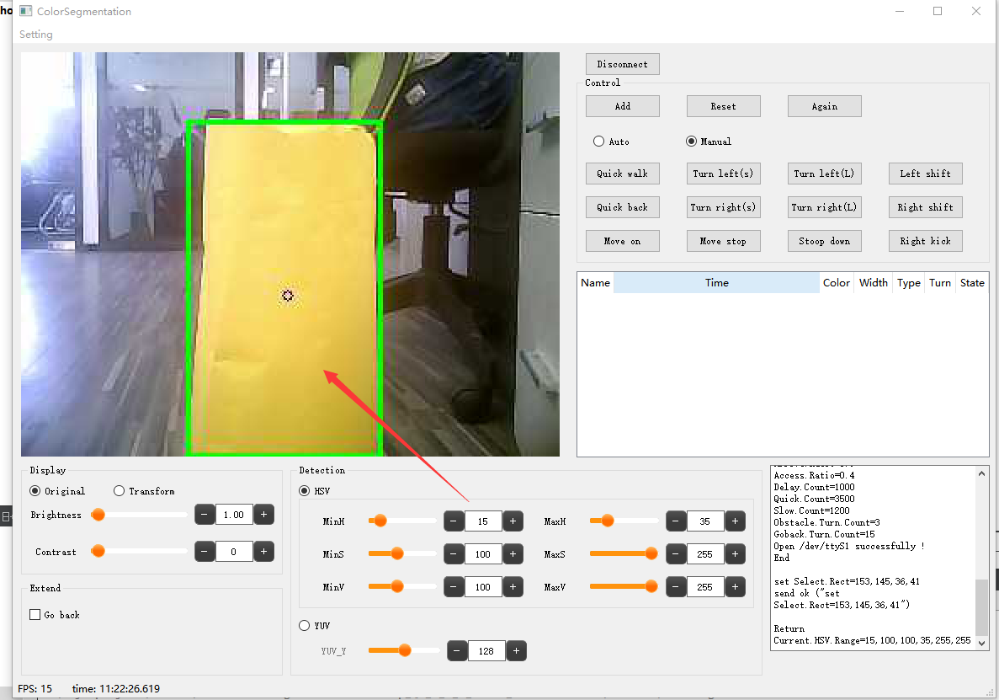 ho
ColorSegmentation
Setting
Disconnect
Control
Add Reset Again
Auto Manual
Quick walk Turn left(s) Turn left(L) Left shift
Quick back Turn right(s) Turn right(L) Right shift
Move on Move stop Stoop down Right kick
Name Time Color Width Type Turn State
Display
Original Transform
Brightness − 1.00 +
Contrast − 0 +
Extend
Go back
Detection
HSV
MinH − 15 + MaxH − 35 +
MinS − 100 + MaxS − 255 +
MinV − 100 + MaxV − 255 +
YUV
YUV_Y − 128 +
Access.Ratio=0.4
Delay.Count=1000
Quick.Count=3500
Slow.Count=1200
Obstacle.Turn.Count=3
Goback.Turn.Count=15
Open /dev/ttyS1 successfully !
End
set Select.Rect=153,145,36,41
send ok ("set
Select.Rect=153,145,36,41")
Return
Current.HSV.Range=15,100,100,35,255,255
FPS: 15 time: 11:22:26.619